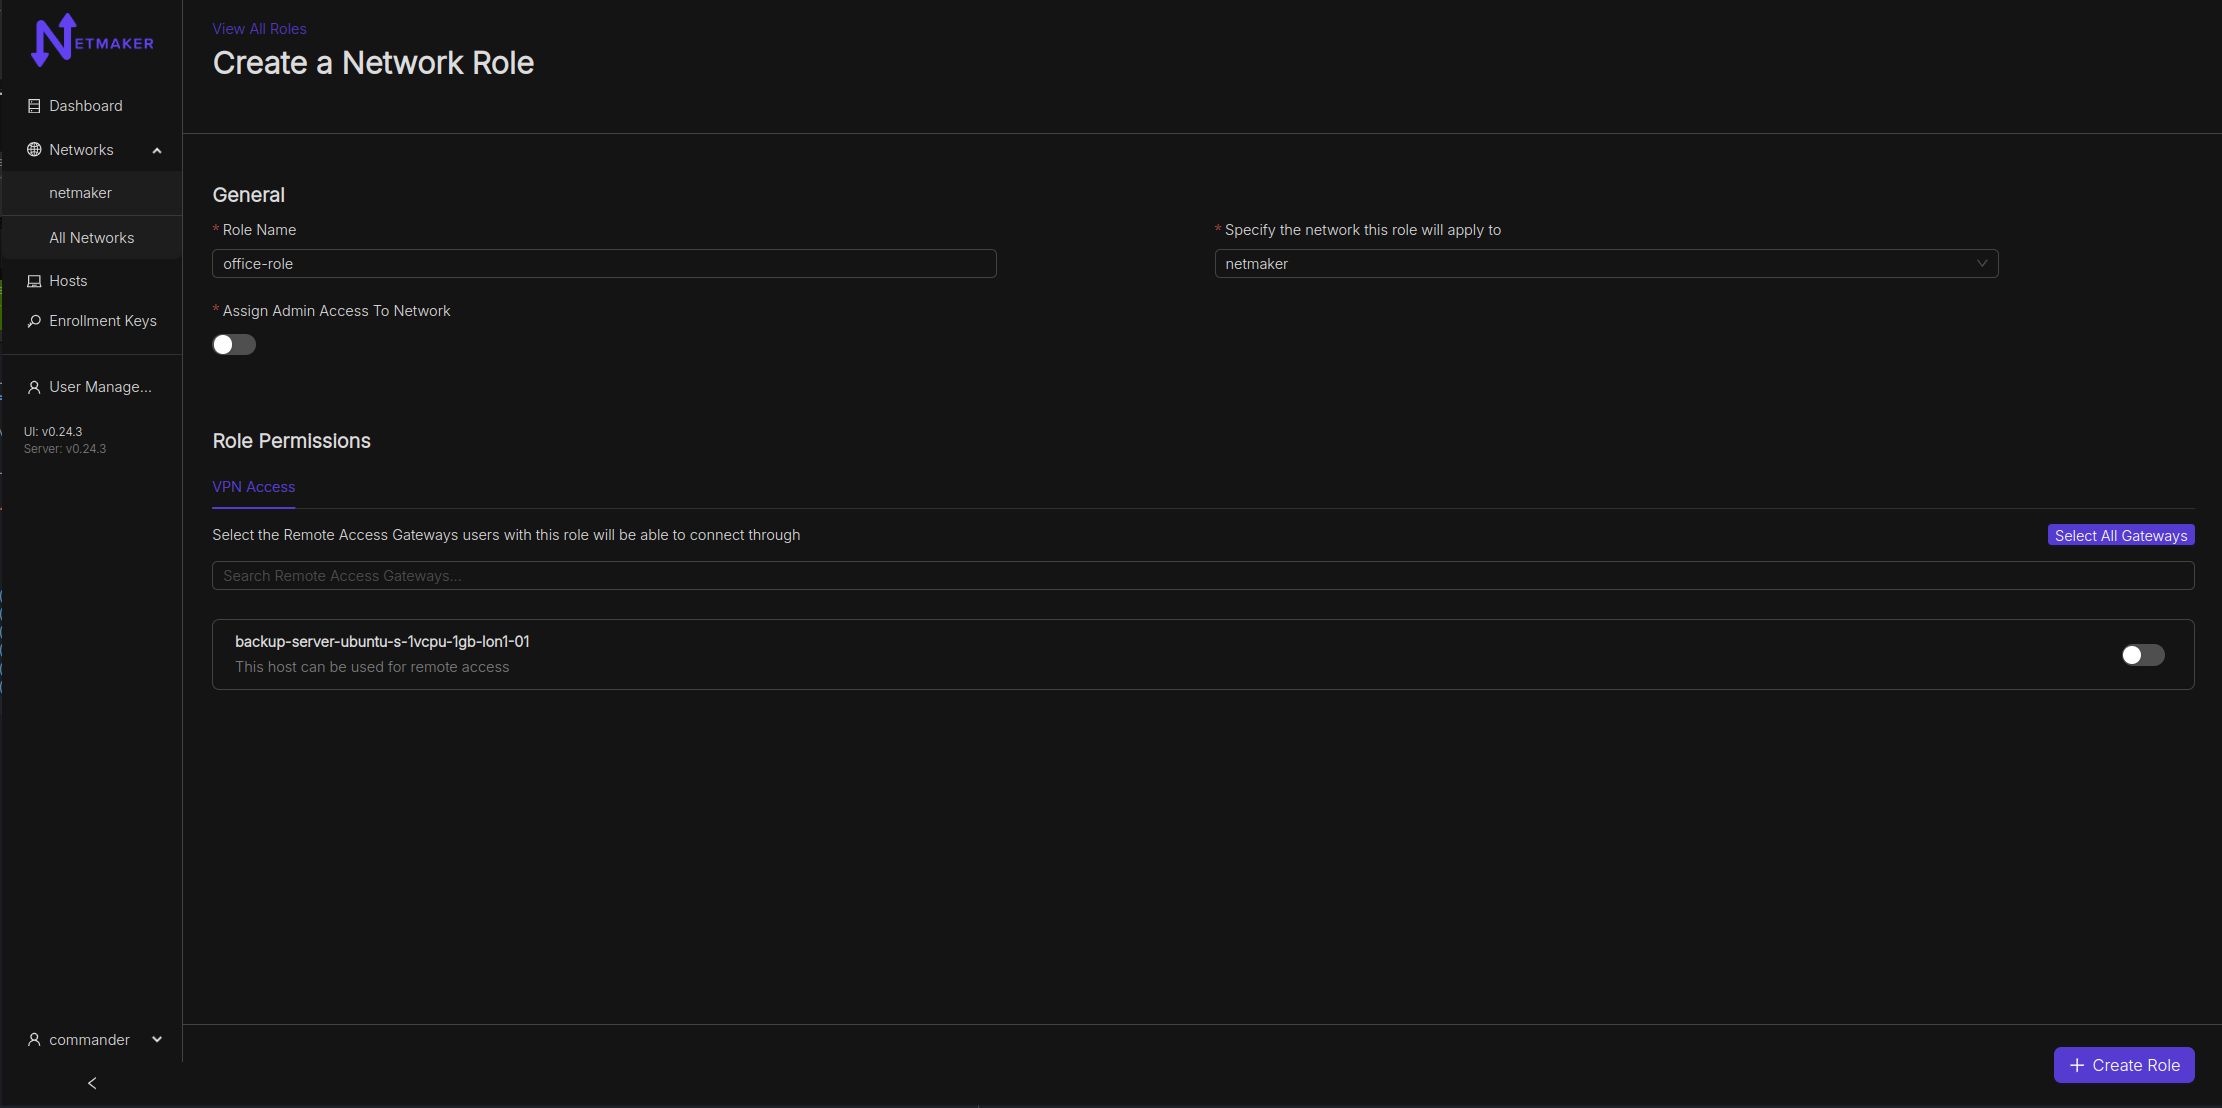 NETMAKER
Dashboard
Networks
netmaker
All Networks
Hosts
Enrollment Keys
User Manage...
UI: v0.24.3
Server: v0.24.3
commander
View All Roles
Create a Network Role
General
* Role Name
office-role
* Specify the network this role will apply to
netmaker
* Assign Admin Access To Network
Role Permissions
VPN Access
Select the Remote Access Gateways users with this role will be able to connect through
Select All Gateways
Search Remote Access Gateways...
backup-server-ubuntu-s-1vcpu-1gb-lon1-01
This host can be used for remote access
+ Create Role